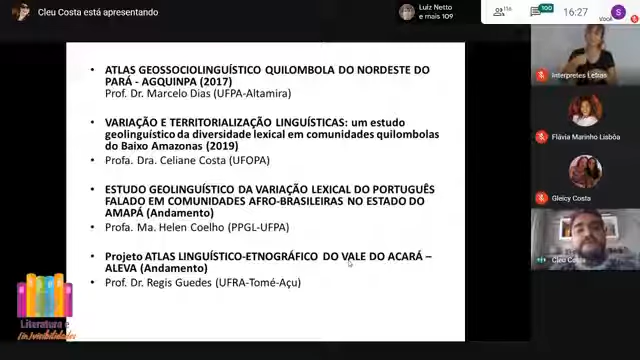 Cleu Costa está apresentando
Luiz Netto
e mais 109
116
100
16:27
S
Você
• ATLAS GEOSSOCIOLINGUÍSTICO QUILOMBOLA DO NORDESTE DO
PARÁ - AGQUINPA (2017)
Prof. Dr. Marcelo Dias (UFPA-Altamira)
• VARIAÇÃO E TERRITORIALIZAÇÃO LINGUÍSTICAS: um estudo
geolinguístico da diversidade lexical em comunidades quilombolas
do Baixo Amazonas (2019)
• Profa. Dra. Celiane Costa (UFOPA)
• ESTUDO GEOLINGUÍSTICO DA VARIAÇÃO LEXICAL DO PORTUGUÊS
FALADO EM COMUNIDADES AFRO-BRASILEIRAS NO ESTADO DO
AMAPÁ (Andamento)
• Profa. Ma. Helen Coelho (PPGL-UFPA)
• Projeto ATLAS LINGUÍSTICO-ETNOGRÁFICO DO VALE DO ACARÁ –
ALEVA (Andamento)
• Prof. Dr. Regis Guedes (UFRA-Tomé-Açu)
Literatura e
(in)visibilidades
Interpretes Letras
Flávia Marinho Lisbôa
Gleicy Costa
Cleu Costa